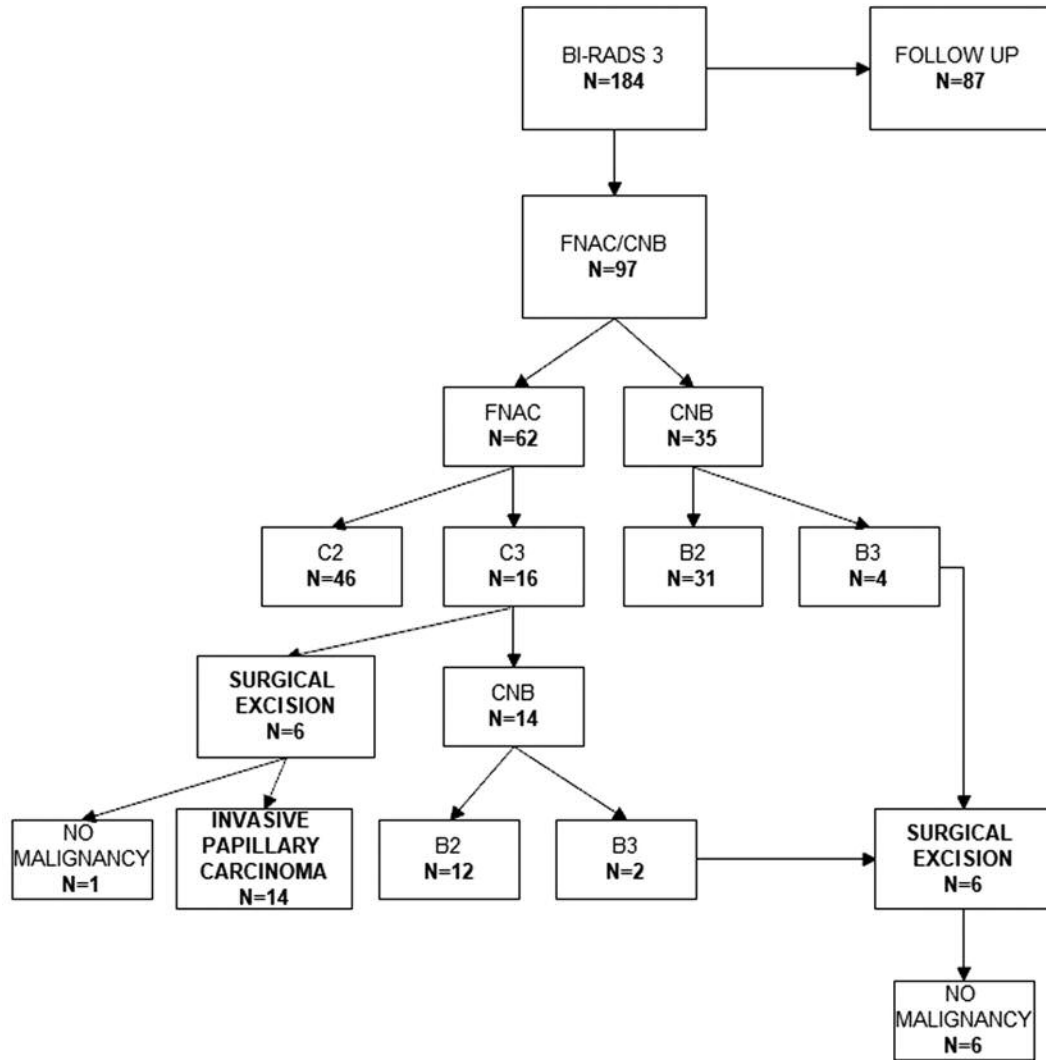 BI-RADS 3
N=184
FOLLOW UP
N=87
FNAC/CNB
N=97
FNAC
N=62
CNB
N=35
C2
N=46
C3
N=16
B2
N=31
B3
N=4
SURGICAL
EXCISION
N=6
CNB
N=14
NO
MALIGNANCY
N=1
INVASIVE
PAPILLARY
CARCINOMA
N=14
B2
N=12
B3
N=2
SURGICAL
EXCISION
N=6
NO
MALIGNANCY
N=6